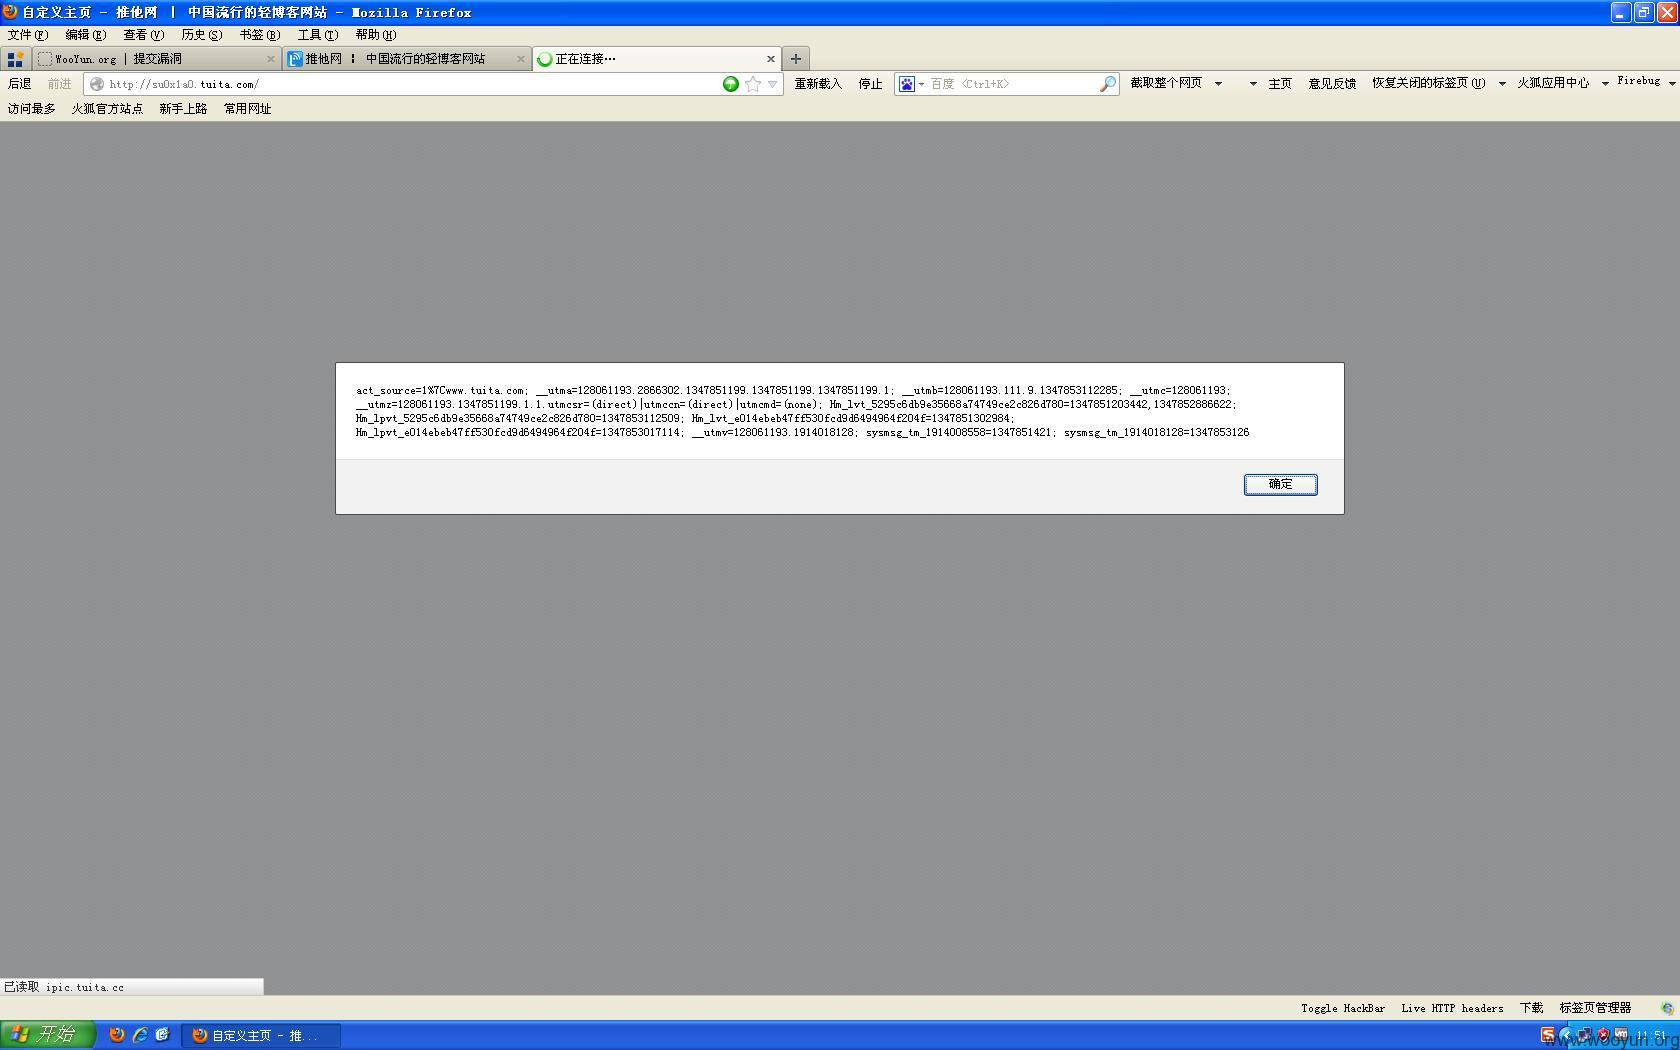 自定义主页 - 推他网 | 中国流行的轻博客网站 - Mozilla Firefox
文件(F) 编辑(E) 查看(V) 历史(S) 书签(B) 工具(T) 帮助(H)
WooYun.org | 提交漏洞 推他网 ¦ 中国流行的轻博客网站 正在连接…
后退 前进 http://su0x1a0.tuita.com/ 百度 <Ctrl+K> 重新载入 停止 截取整个网页 主页 意见反馈 恢复关闭的标签页(U) 火狐应用中心 Firebug
访问最多 火狐官方站点 新手上路 常用网址
act_source=1%7Cwww.tuita.com; __utma=128061193.2866302.1347851199.1347851199.1347851199.1; __utmb=128061193.111.9.1347853112285; __utmc=128061193;
__utmz=128061193.1347851199.1.1.utmcsr=(direct)|utmccn=(direct)|utmcmd=(none); Hm_lvt_5295c6db9e35668a74749ce2c826d780=1347851203442,1347852886622;
Hm_lpvt_5295c6db9e35668a74749ce2c826d780=1347853112509; Hm_lvt_e014ebeb47ff530fcd9d6494964f204f=1347851302984;
Hm_lpvt_e014ebeb47ff530fcd9d6494964f204f=1347853017114; __utmv=128061193.1914018128; sysmsg_tm_1914008558=1347851421; sysmsg_tm_1914018128=1347853126
确定
已读取 ipic.tuita.cc
Toggle HackBar Live HTTP headers 下载 标签页管理器
开始 自定义主页 - 推... 11:51
www.wooyun.org